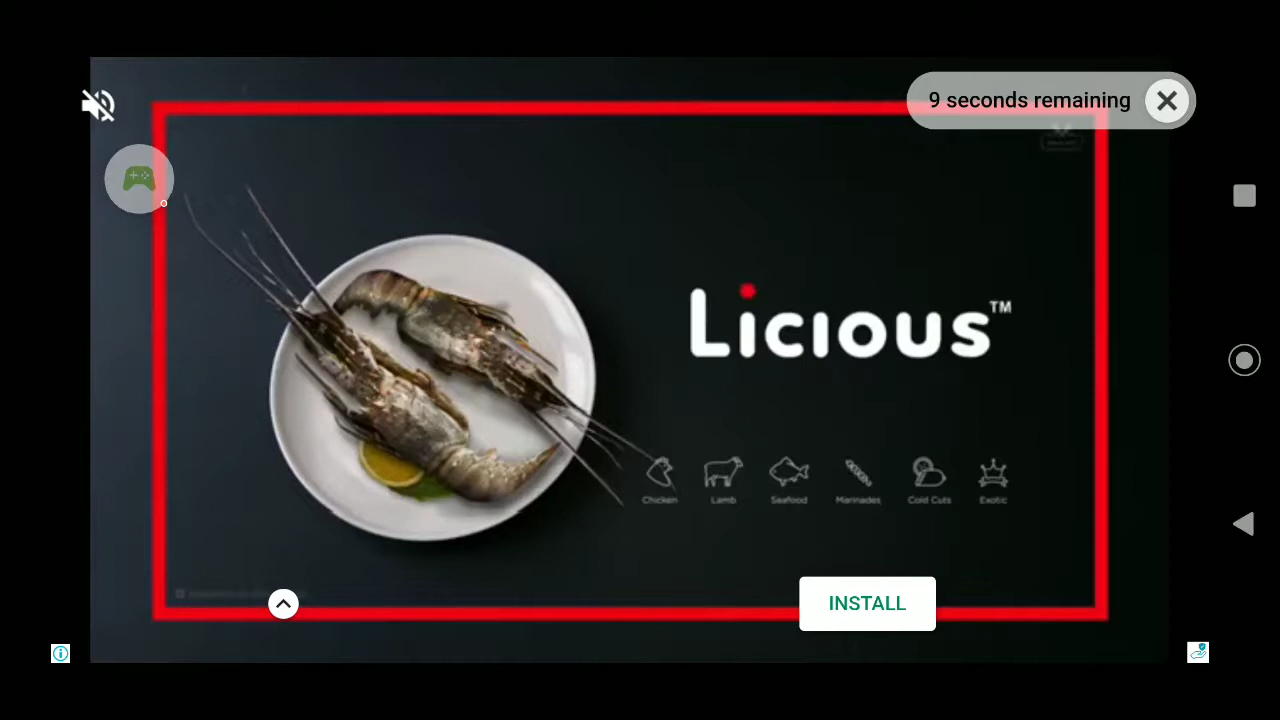 9 seconds remaining
Licious™
Chicken Lamb Seafood Marinades Cold Cuts Exotic
INSTALL